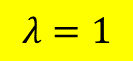 λ = 1